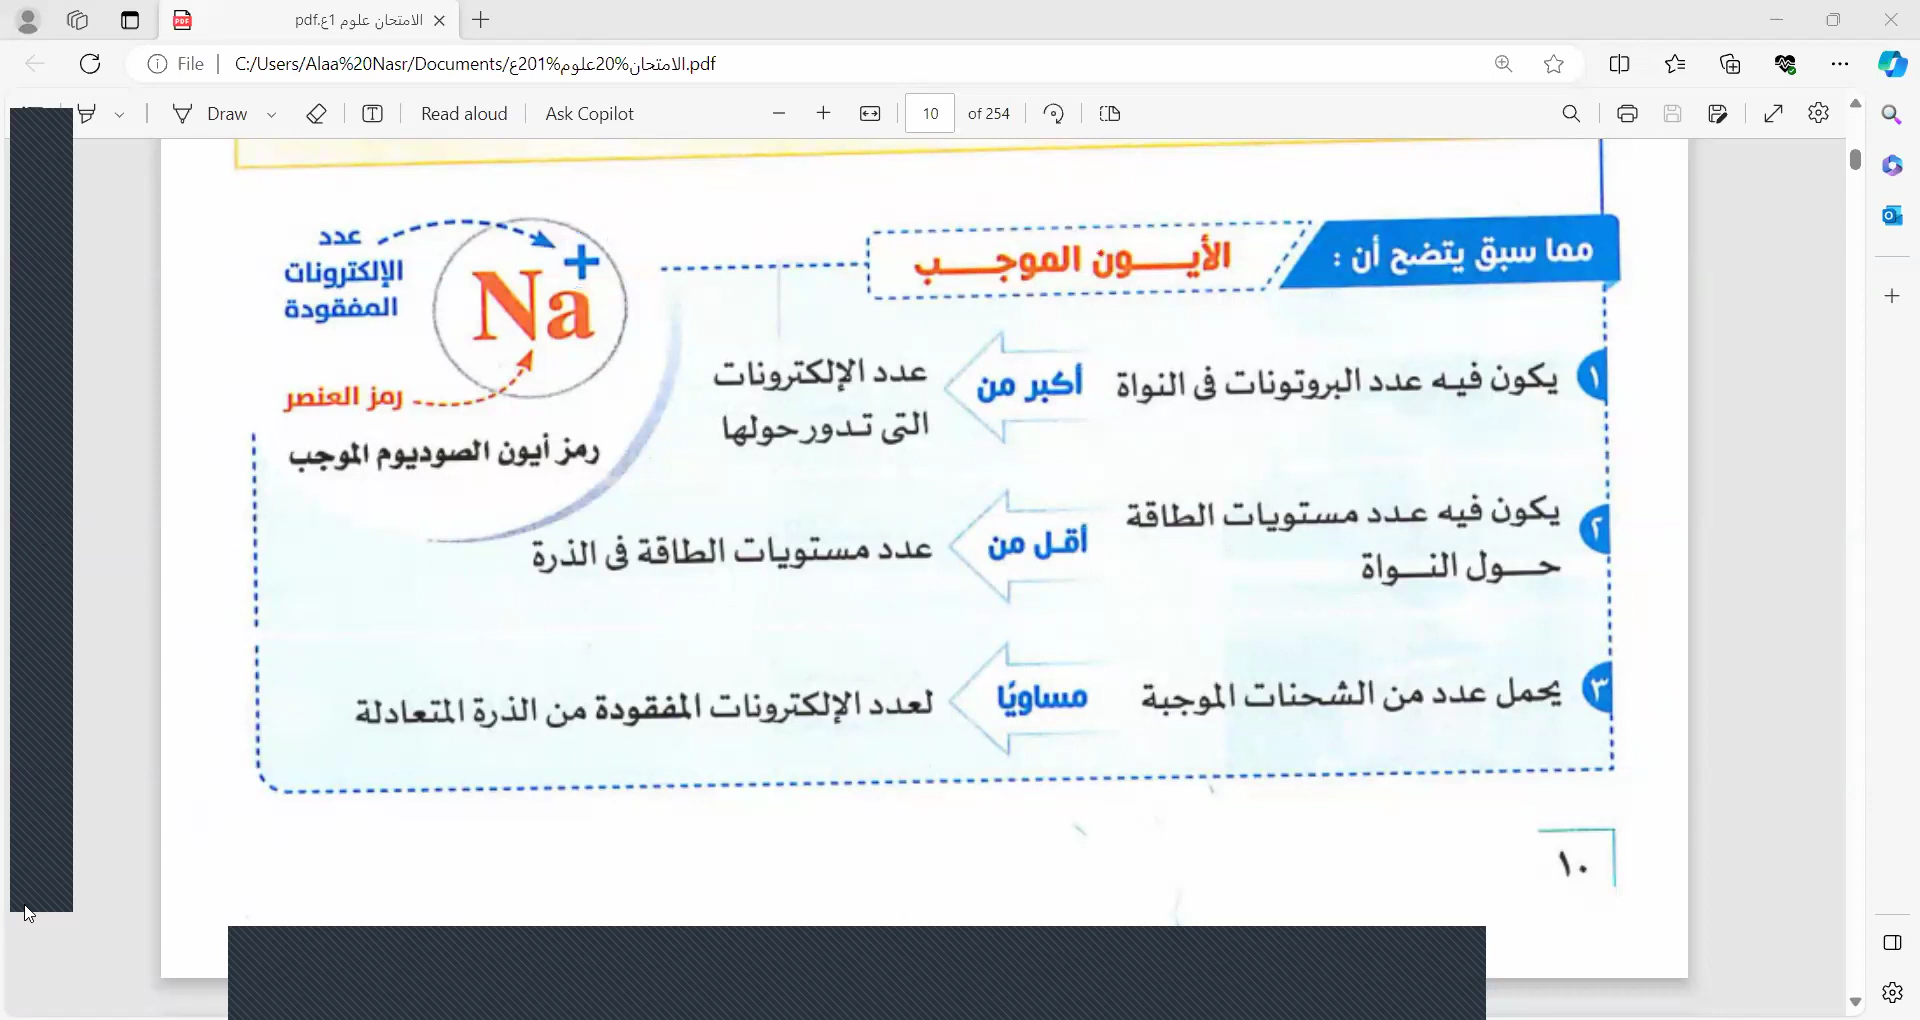 الامتحان علوم 1ع.pdf
File
C:/Users/Alaa%20Nasr/Documents/الامتحان%20علوم%201ع.pdf
Draw
Read aloud
Ask Copilot
10
of 254
مما سبق يتضح أن :
الأيـــون الموجـــب
عدد
الإلكترونات
المفقودة
Na+
رمز العنصر
رمز أيون الصوديوم الموجب
١
يكون فيه عدد البروتونات فى النواة
أكبر من
عدد الإلكترونات
التى تدور حولها
٢
يكون فيه عدد مستويات الطاقة
حـــول النـــواة
أقل من
عدد مستويات الطاقة فى الذرة
٣
يحمل عدد من الشحنات الموجبة
مساويًا
لعدد الإلكترونات المفقودة من الذرة المتعادلة
١٠